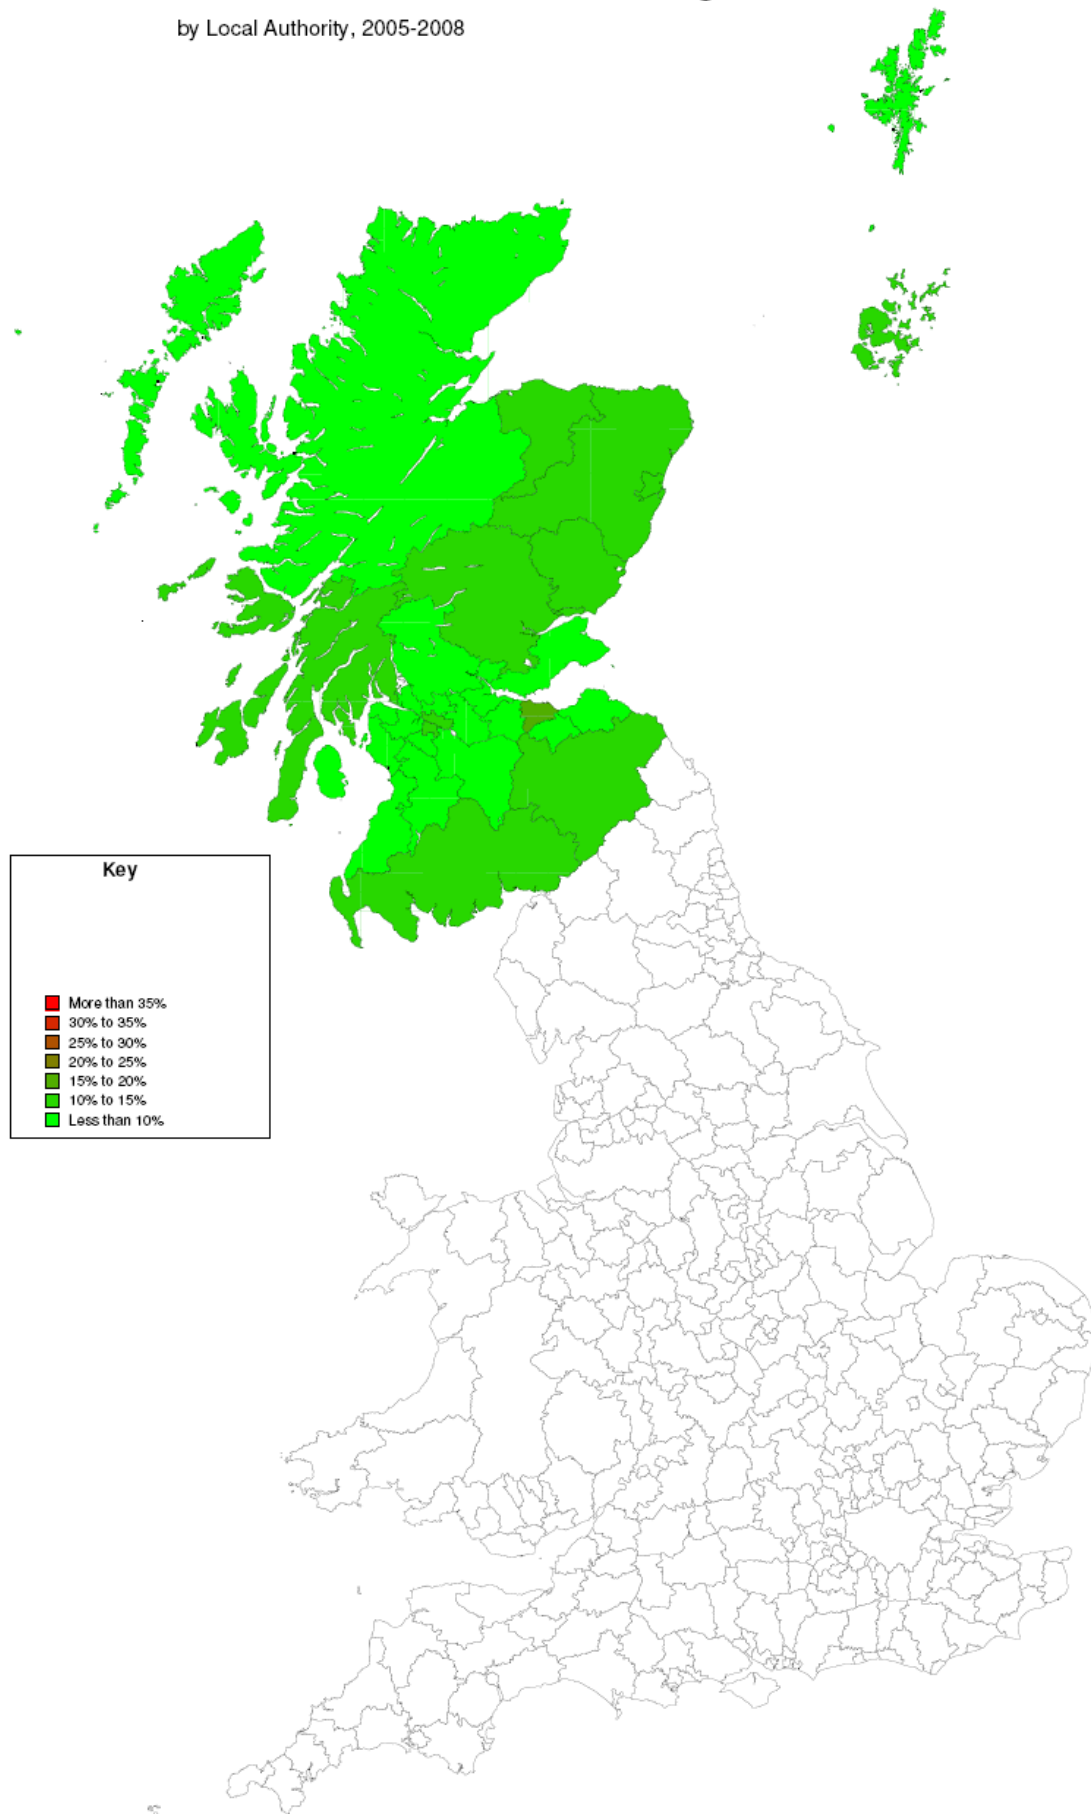 by Local Authority, 2005-2008
Key
More than 35%
30% to 35%
25% to 30%
20% to 25%
15% to 20%
10% to 15%
Less than 10%